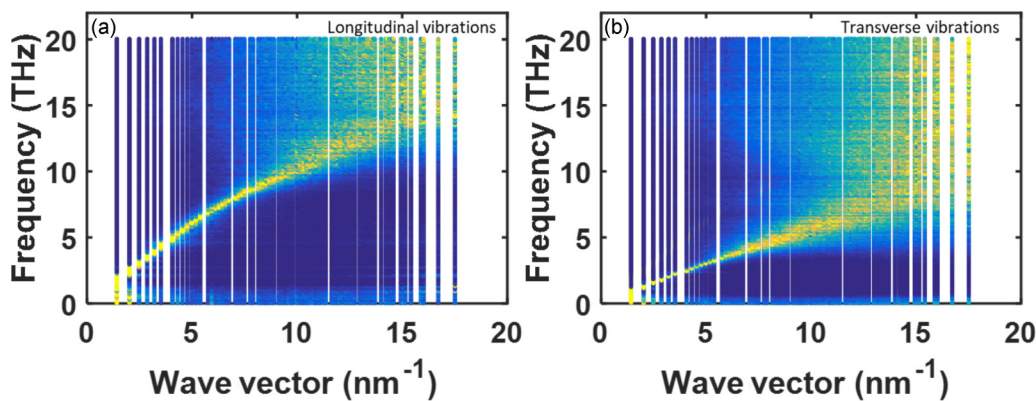 (a) Longitudinal vibrations
20
15
10
5
0
Frequency (THz)
0 5 10 15 20
Wave vector (nm-1)
(b) Transverse vibrations
20
15
10
5
0
Frequency (THz)
0 5 10 15 20
Wave vector (nm-1)